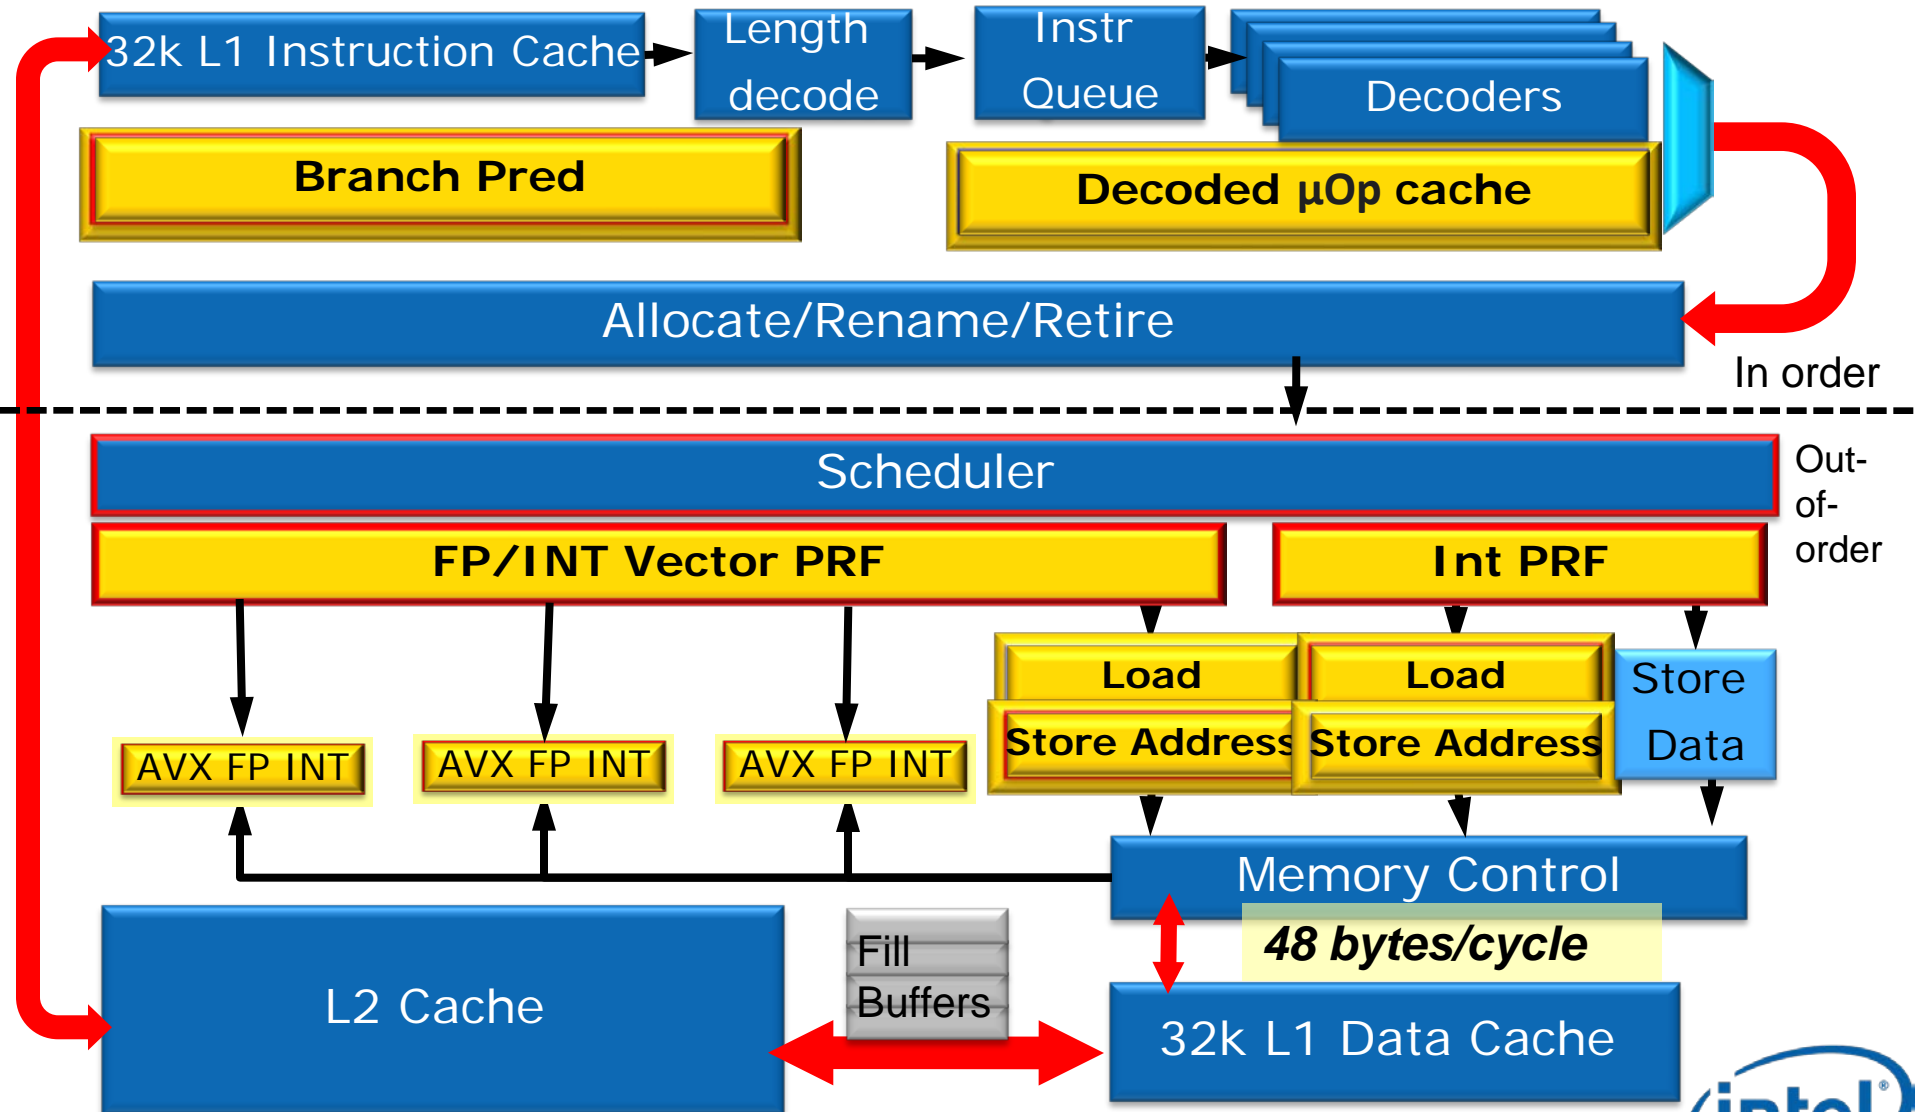 32k L1 Instruction Cache
Length
decode
Instr
Queue
Decoders
Branch Pred
Decoded µOp cache
Allocate/Rename/Retire
In order
Scheduler
Out-
of-
order
FP/INT Vector PRF
Int PRF
Load
Load
Store
Data
Store Address
Store Address
AVX FP INT
AVX FP INT
AVX FP INT
Memory Control
48 bytes/cycle
Fill
Buffers
L2 Cache
32k L1 Data Cache
intel®